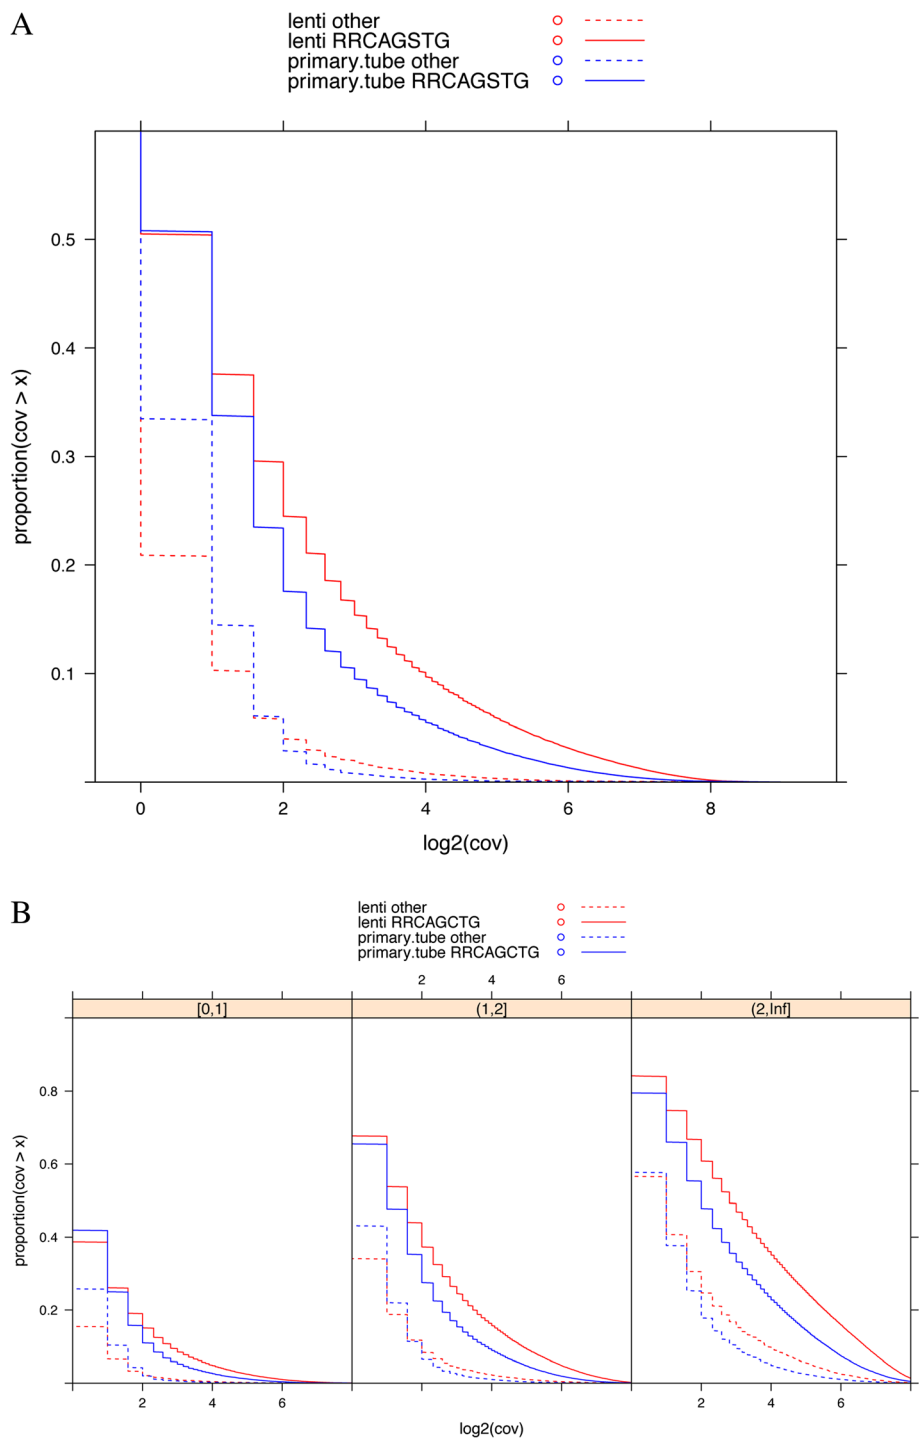 A
lenti other
lenti RRCAGSTG
primary.tube other
primary.tube RRCAGSTG
proportion(cov > x)
0.5
0.4
0.3
0.2
0.1
0 2 4 6 8
log2(cov)
B
lenti other
lenti RRCAGCTG
primary.tube other
primary.tube RRCAGCTG
2 4 6
[0,1] (1,2] (2,Inf]
proportion(cov > x)
0.8
0.6
0.4
0.2
2 4 6 2 4 6
log2(cov)